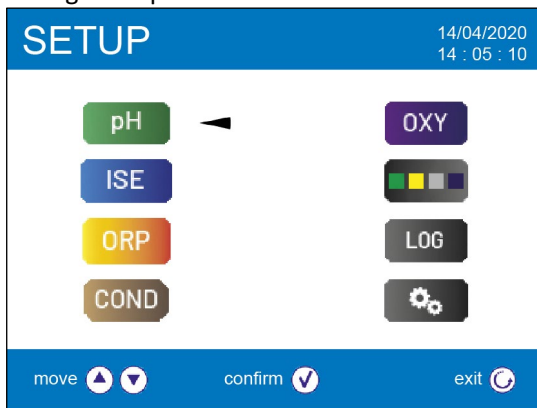 SETUP
14/04/2020
14 : 05 : 10
pH
OXY
ISE
ORP
LOG
COND
move
confirm
exit